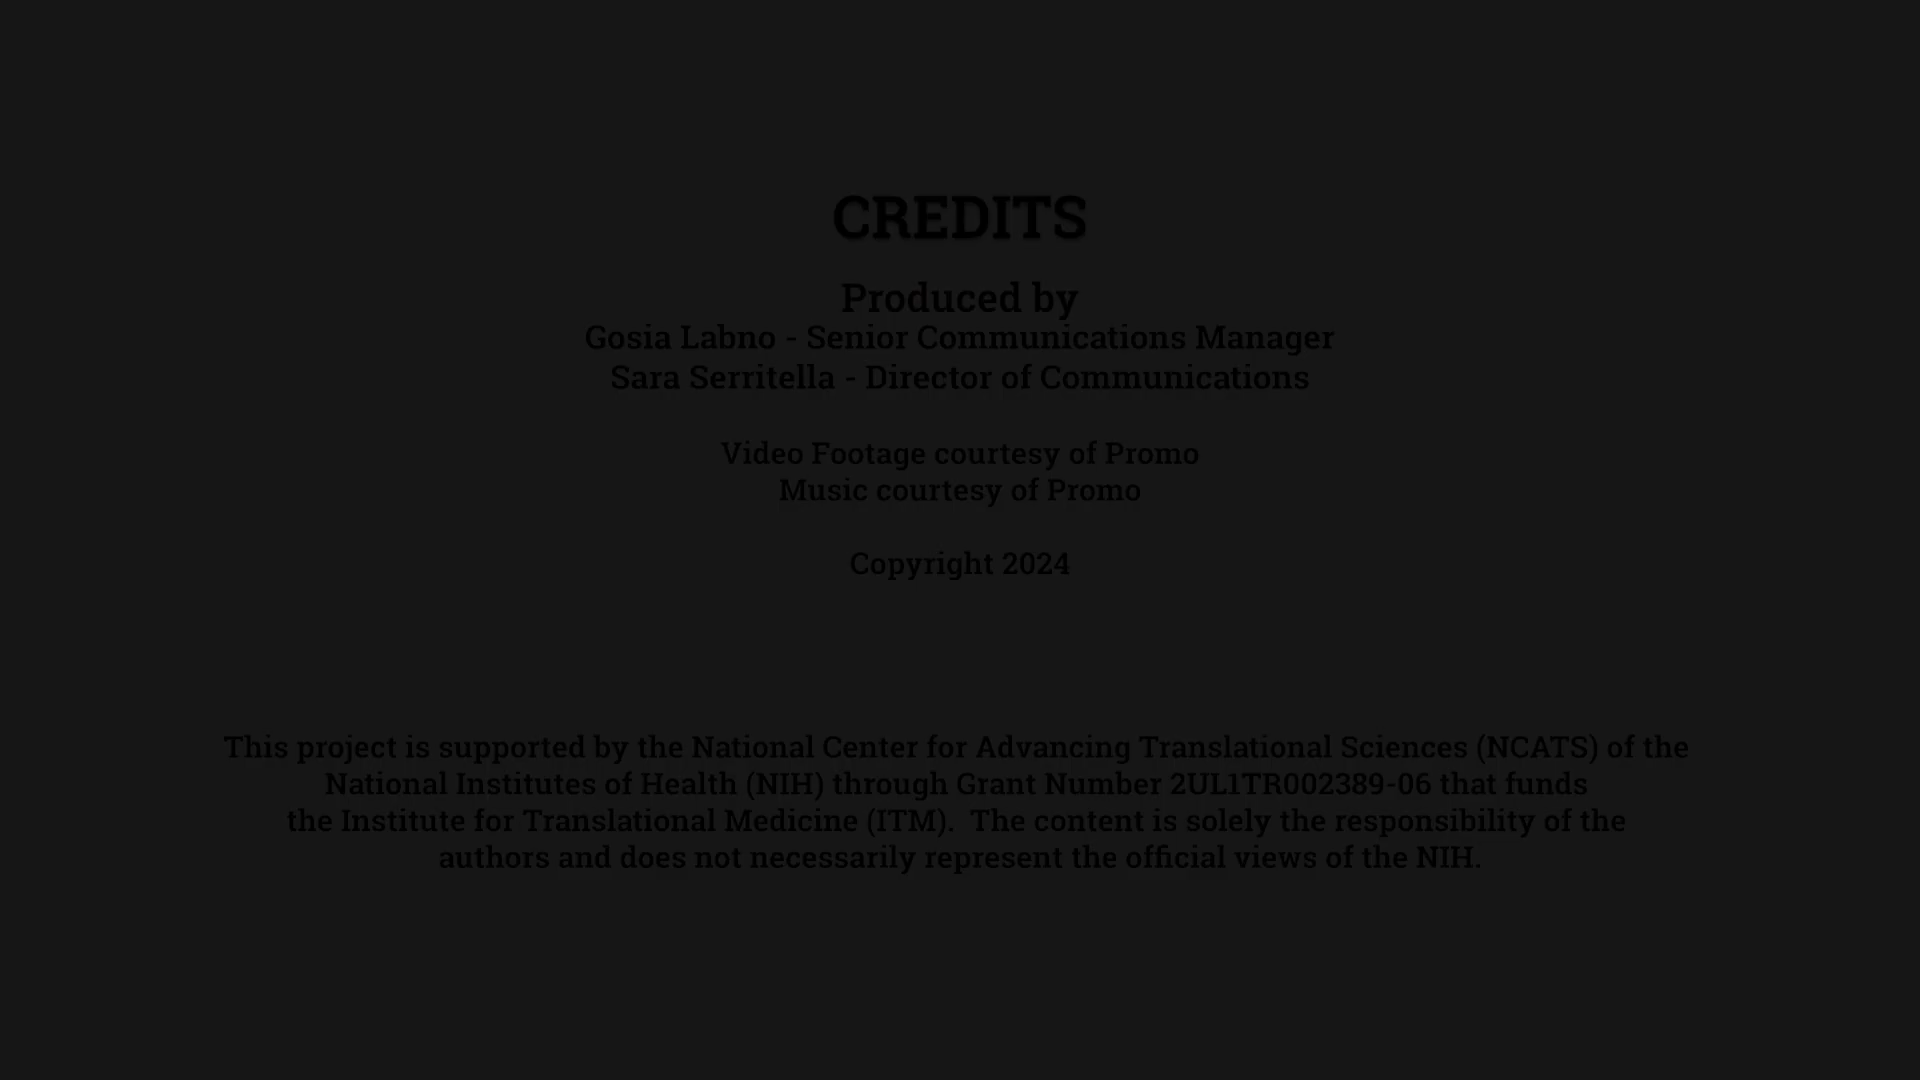 CREDITS
Produced by
Gosia Labno - Senior Communications Manager
Sara Serritella - Director of Communications
Video Footage courtesy of Promo
Music courtesy of Promo
Copyright 2024
This project is supported by the National Center for Advancing Translational Sciences (NCATS) of the
National Institutes of Health (NIH) through Grant Number 2UL1TR002389-06 that funds
the Institute for Translational Medicine (ITM).  The content is solely the responsibility of the
authors and does not necessarily represent the official views of the NIH.